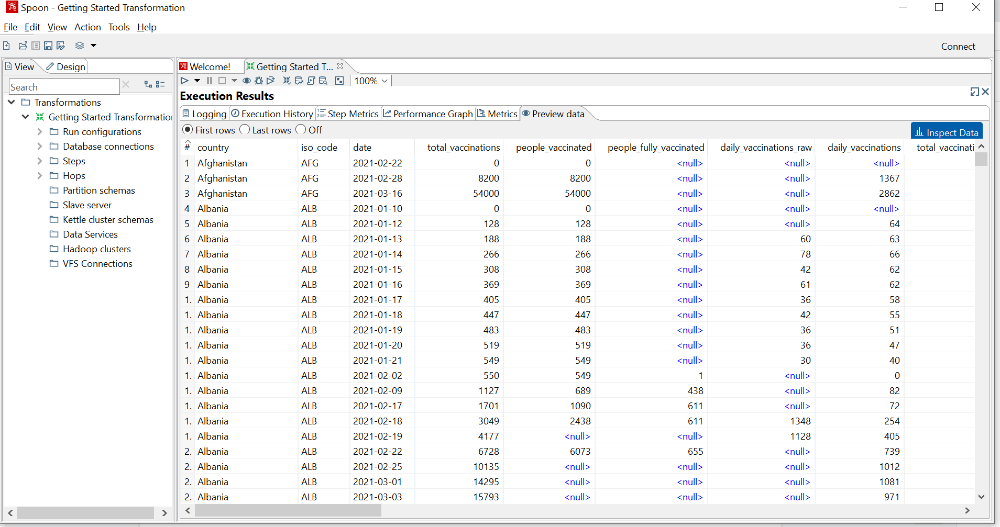 Spoon - Getting Started Transformation
File Edit View Action Tools Help
Connect
View Design
Welcome! Getting Started T...
Search
100%
Execution Results
Transformations
Getting Started Transformation
Run configurations
Database connections
Steps
Hops
Partition schemas
Slave server
Kettle cluster schemas
Data Services
Hadoop clusters
VFS Connections
Logging Execution History Step Metrics Performance Graph Metrics Preview data
First rows Last rows Off
Inspect Data
# country iso_code date total_vaccinations people_vaccinated people_fully_vaccinated daily_vaccinations_raw daily_vaccinations total_vaccinati
1 Afghanistan AFG 2021-02-22 0 0 <null> <null> <null>
2 Afghanistan AFG 2021-02-28 8200 8200 <null> <null> 1367
3 Afghanistan AFG 2021-03-16 54000 54000 <null> <null> 2862
4 Albania ALB 2021-01-10 0 0 <null> <null> <null>
5 Albania ALB 2021-01-12 128 128 <null> <null> 64
6 Albania ALB 2021-01-13 188 188 <null> 60 63
7 Albania ALB 2021-01-14 266 266 <null> 78 66
8 Albania ALB 2021-01-15 308 308 <null> 42 62
9 Albania ALB 2021-01-16 369 369 <null> 61 62
1. Albania ALB 2021-01-17 405 405 <null> 36 58
1. Albania ALB 2021-01-18 447 447 <null> 42 55
1. Albania ALB 2021-01-19 483 483 <null> 36 51
1. Albania ALB 2021-01-20 519 519 <null> 36 47
1. Albania ALB 2021-01-21 549 549 <null> 30 40
1. Albania ALB 2021-02-02 550 549 1 <null> 0
1. Albania ALB 2021-02-09 1127 689 438 <null> 82
1. Albania ALB 2021-02-17 1701 1090 611 <null> 72
1. Albania ALB 2021-02-18 3049 2438 611 1348 254
1. Albania ALB 2021-02-19 4177 <null> <null> 1128 405
2. Albania ALB 2021-02-22 6728 6073 655 <null> 739
2. Albania ALB 2021-02-25 10135 <null> <null> <null> 1012
2. Albania ALB 2021-03-01 14295 <null> <null> <null> 1081
2. Albania ALB 2021-03-03 15793 <null> <null> <null> 971